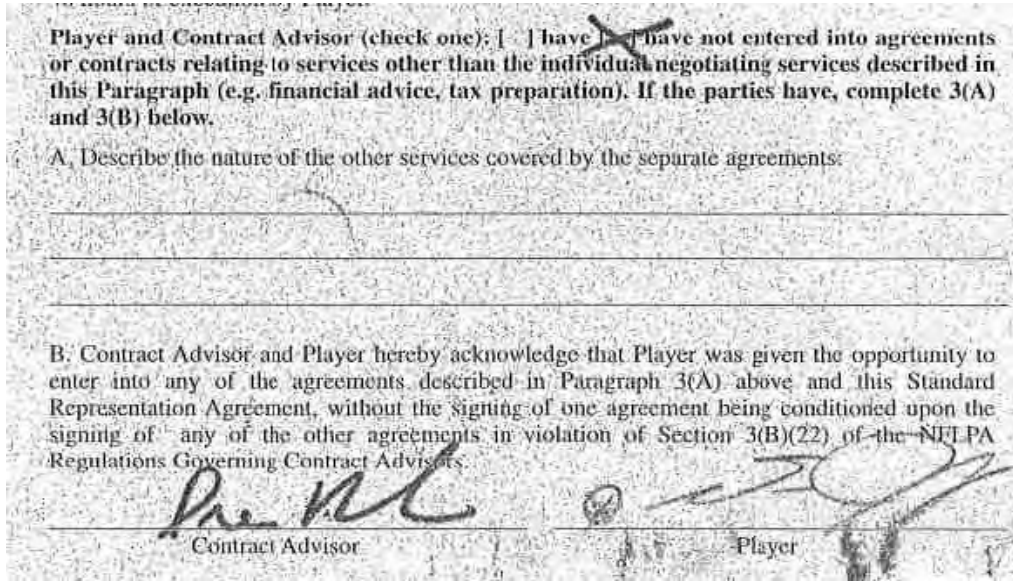 Player and Contract Advisor (check one): [ ] have [X] have not entered into agreements
or contracts relating to services other than the individual negotiating services described in
this Paragraph (e.g. financial advice, tax preparation). If the parties have, complete 3(A)
and 3(B) below.
A. Describe the nature of the other services covered by the separate agreements:
B. Contract Advisor and Player hereby acknowledge that Player was given the opportunity to
enter into any of the agreements described in Paragraph 3(A) above and this Standard
Representation Agreement, without the signing of one agreement being conditioned upon the
signing of any of the other agreements in violation of Section 3(B)(22) of the NFLPA
Regulations Governing Contract Advisors.
Contract Advisor
Player